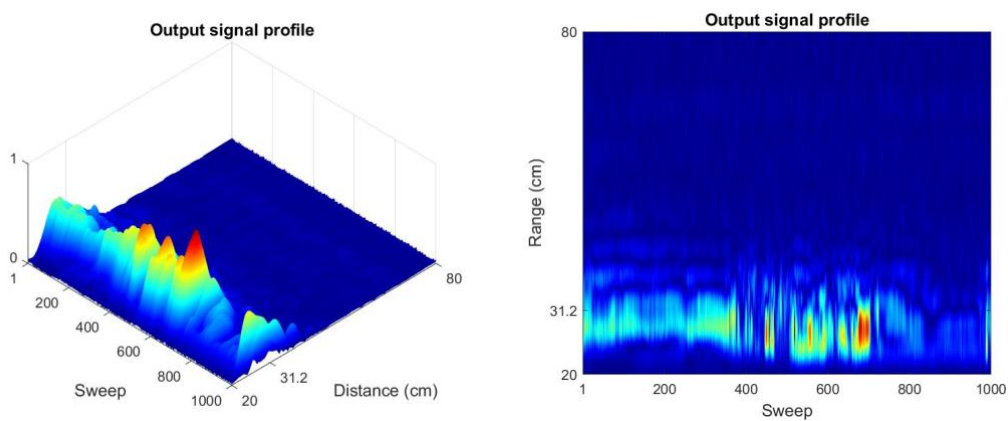 Output signal profile
1
0
1
200
400
600
800
1000
Sweep
20
31.2
80
Distance (cm)
Output signal profile
80
31.2
20
Range (cm)
1 200 400 600 800 1000
Sweep